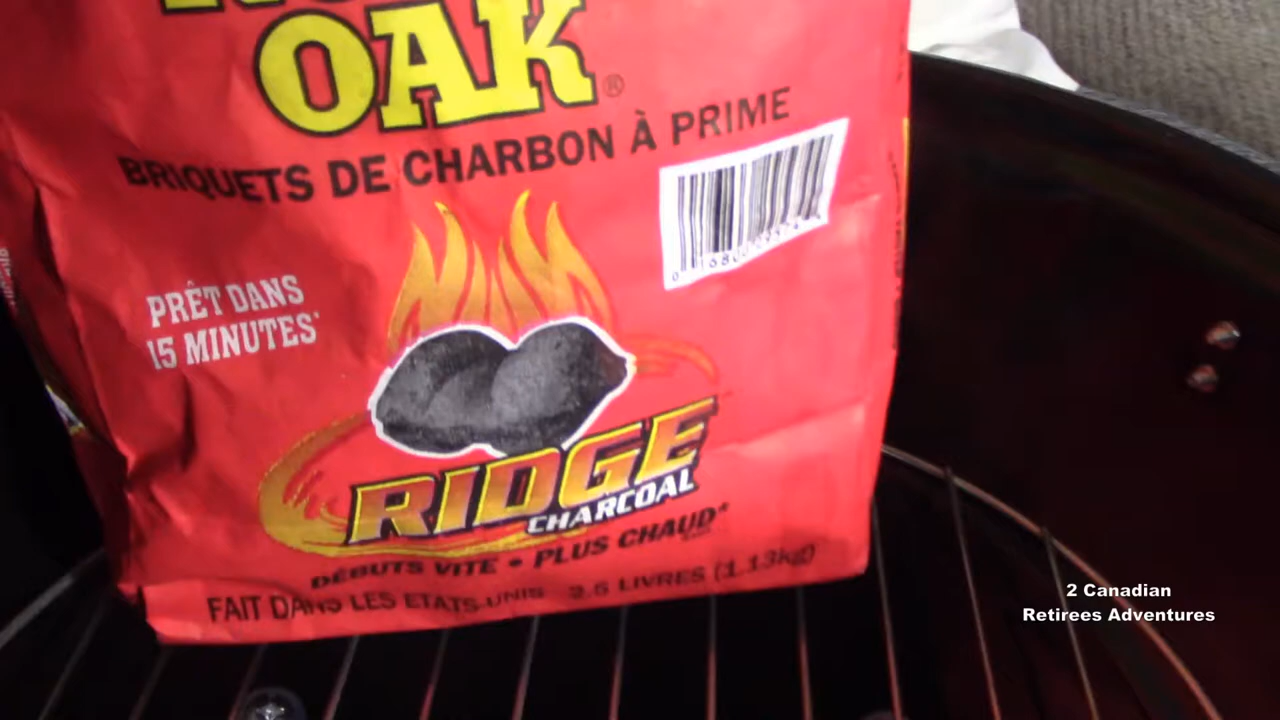 OAK®
BRIQUETS DE CHARBON À PRIME
PRÊT DANS
15 MINUTES*
RIDGE
CHARCOAL
DÉBUTS VITE • PLUS CHAUD*
FAIT DANS LES ETATS-UNIS 2.5 LIVRES (1.13kg)
2 Canadian
Retirees Adventures